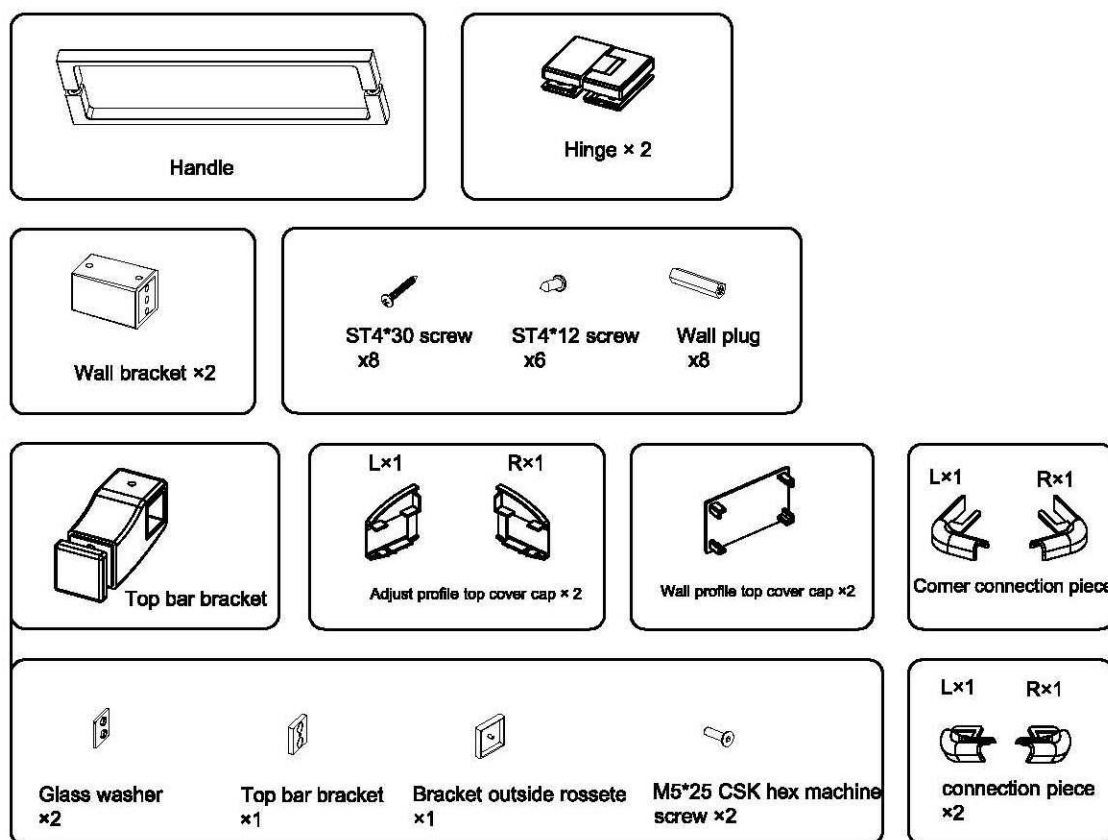 Handle
Hinge × 2
Wall bracket ×2
ST4*30 screw
x8
ST4*12 screw
x6
Wall plug
x8
Top bar bracket
L×1
R×1
Adjust profile top cover cap × 2
Wall profile top cover cap ×2
L×1
R×1
Corner connection piece
Glass washer
×2
Top bar bracket
×1
Bracket outside rossete
×1
M5*25 CSK hex machine
screw ×2
L×1
R×1
connection piece
×2